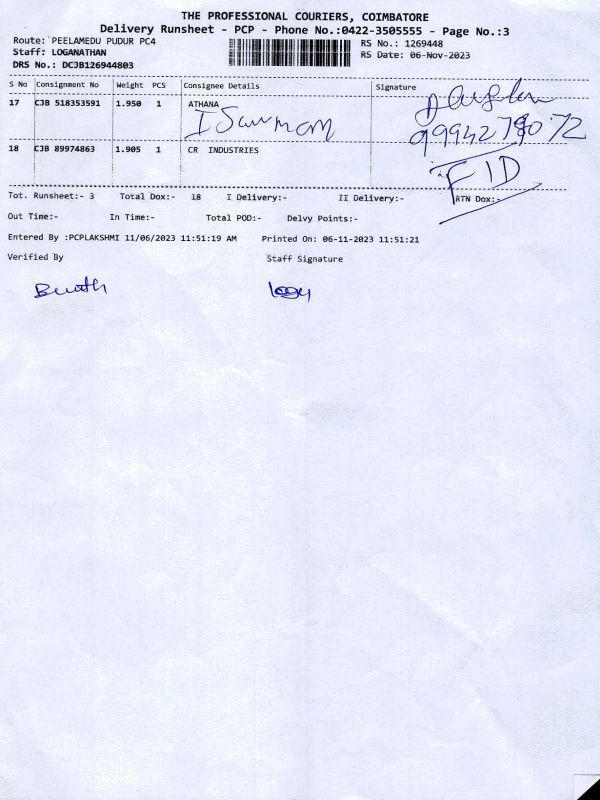 THE PROFESSIONAL COURIERS, COIMBATORE
Delivery Runsheet - PCP - Phone No.:0422-3505555 - Page No.:3
Route: PEELAMEDU PUDUR PC4
RS No.: 1269448
Staff: LOGANATHAN
RS Date: 06-Nov-2023
DRS No.: DCJB126944803
S No Consignment No Weight PCS Consignee Details Signature
17 CJB 518353591 1.950 1 ATHANA
18 CJB 89974863 1.905 1 CR INDUSTRIES
FID
Tot. Runsheet:- 3 Total Dox:- 18 I Delivery:- II Delivery:- RTN Dox:-
Out Time:- In Time:- Total POD:- Delvy Points:-
Entered By :PCPLAKSHMI 11/06/2023 11:51:19 AM Printed On: 06-11-2023 11:51:21
Verified By Staff Signature